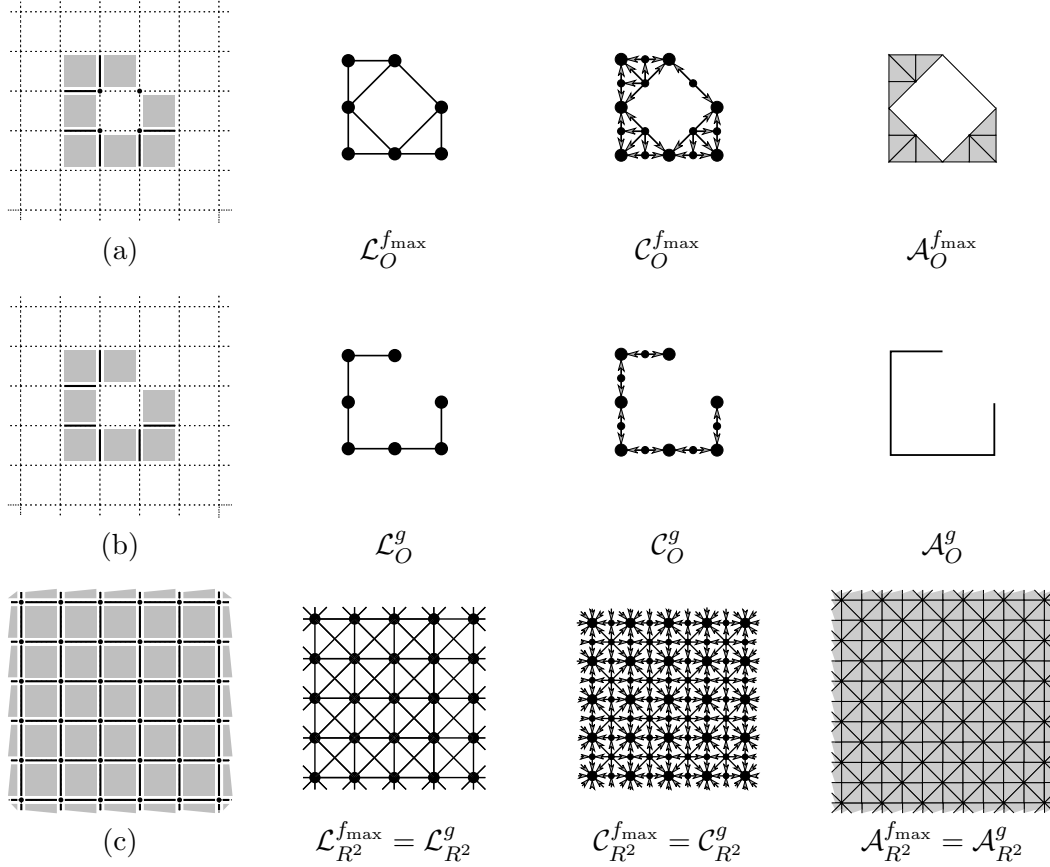 (a) $\mathcal{L}_O^{f_{\max}}$ $\mathcal{C}_O^{f_{\max}}$ $\mathcal{A}_O^{f_{\max}}$
(b) $\mathcal{L}_O^g$ $\mathcal{C}_O^g$ $\mathcal{A}_O^g$
(c) $\mathcal{L}_{R^2}^{f_{\max}} = \mathcal{L}_{R^2}^g$ $\mathcal{C}_{R^2}^{f_{\max}} = \mathcal{C}_{R^2}^g$ $\mathcal{A}_{R^2}^{f_{\max}} = \mathcal{A}_{R^2}^g$